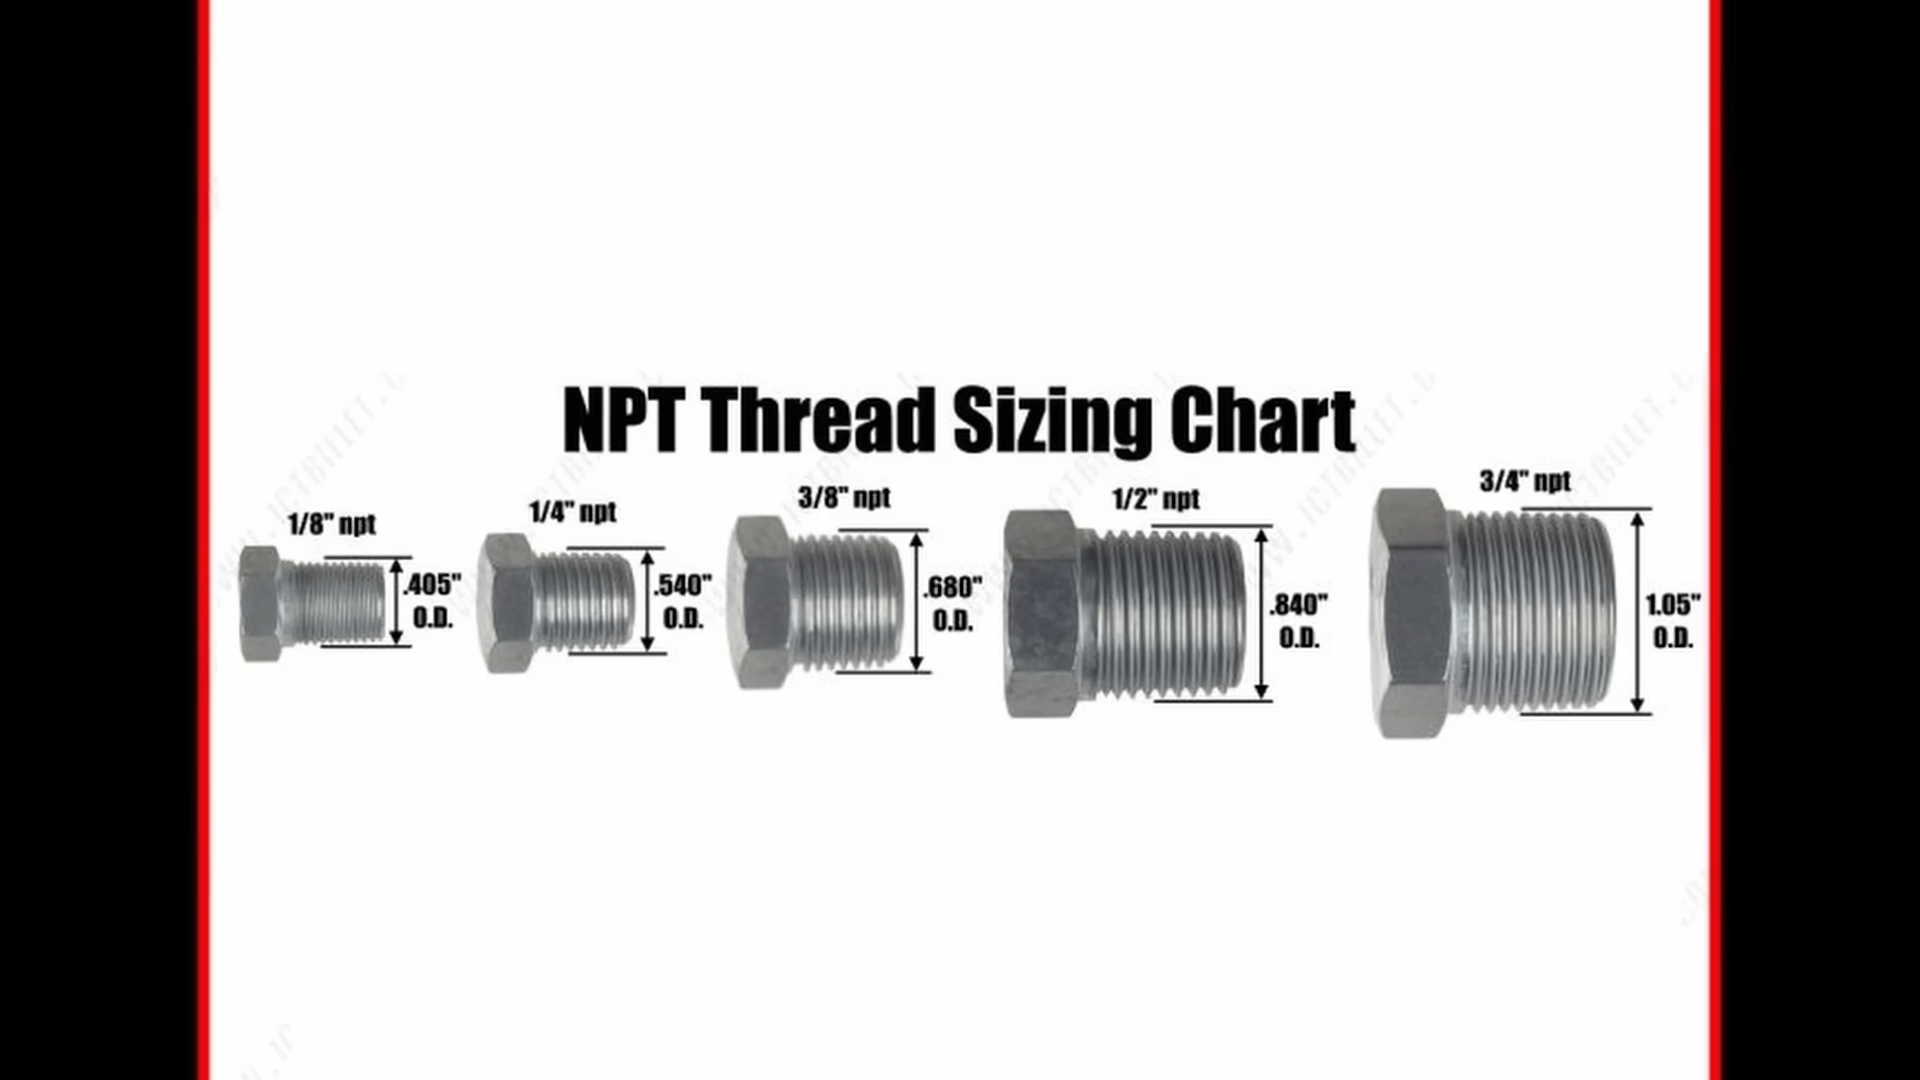 NPT Thread Sizing Chart
1/8" npt
.405"
O.D.
1/4" npt
.540"
O.D.
3/8" npt
.680"
O.D.
1/2" npt
.840"
O.D.
3/4" npt
1.05"
O.D.